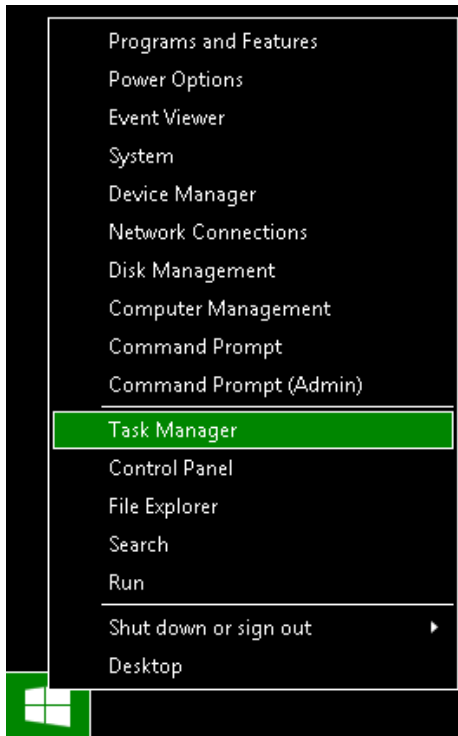 Programs and Features
Power Options
Event Viewer
System
Device Manager
Network Connections
Disk Management
Computer Management
Command Prompt
Command Prompt (Admin)
Task Manager
Control Panel
File Explorer
Search
Run
Shut down or sign out
Desktop